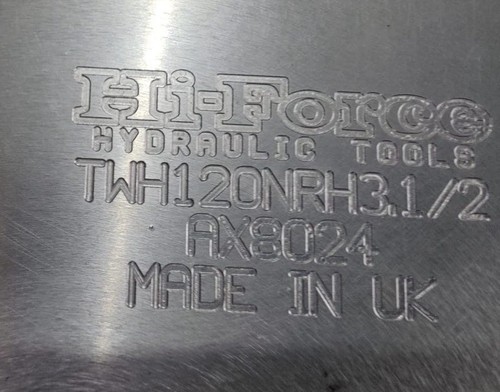 Hi-Force
HYDRAULIC TOOLS
TWH120NRH3.1/2
AX8024
MADE IN UK